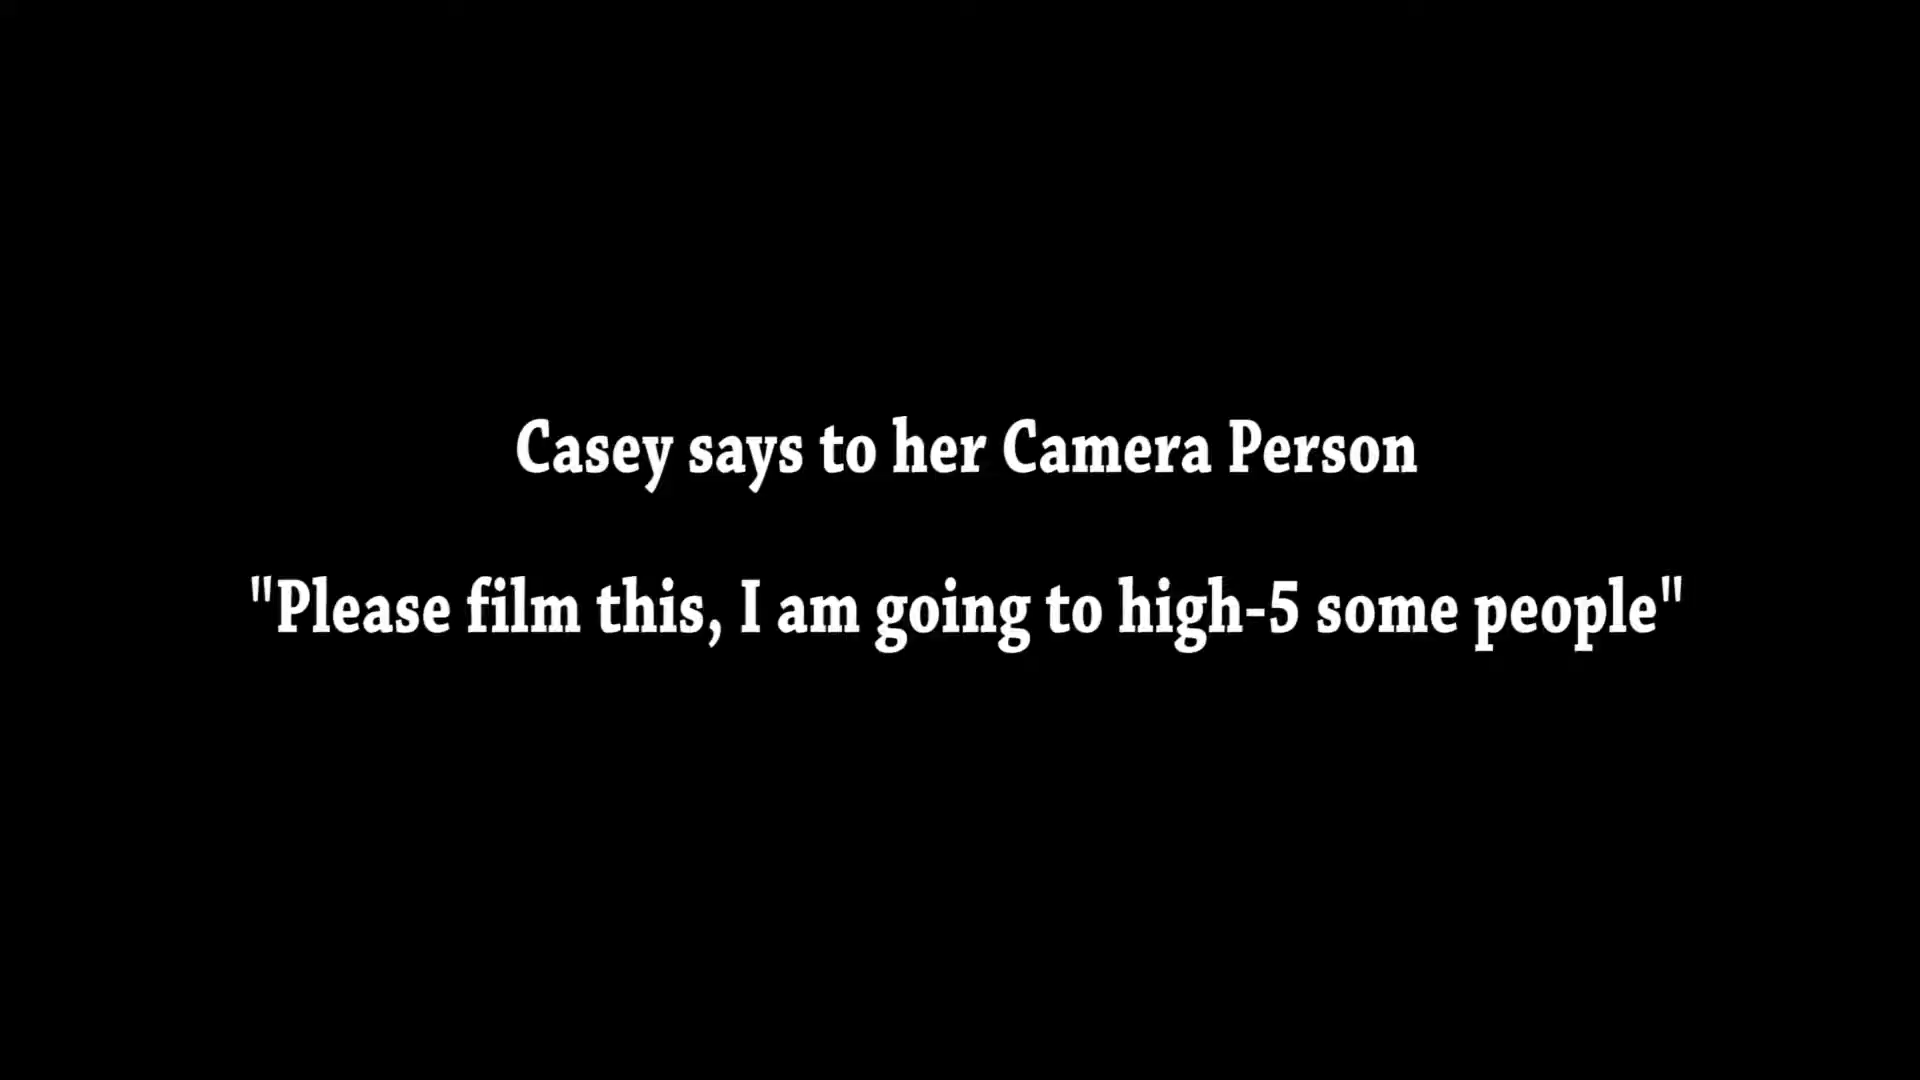 Casey says to her Camera Person
"Please film this, I am going to high-5 some people"